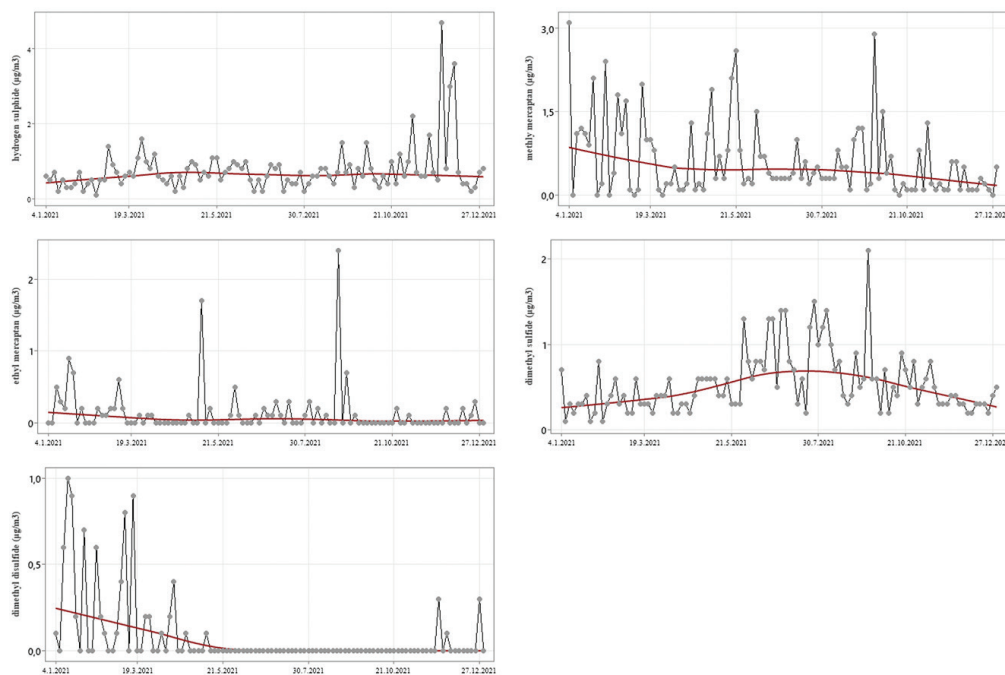 hydrogen sulphide (µg/m3)
4
2
0
4.1.2021 19.3.2021 21.5.2021 30.7.2021 21.10.2021 27.12.2021
methly mercaptan (µg/m3)
3,0
1,5
0,0
4.1.2021 19.3.2021 21.5.2021 30.7.2021 21.10.2021 27.12.202
ethyl mercaptan (µg/m3)
2
1
0
4.1.2021 19.3.2021 21.5.2021 30.7.2021 21.10.2021 27.12.2021
dimethyl sulfide (µg/m3)
2
1
0
4.1.2021 19.3.2021 21.5.2021 30.7.2021 21.10.2021 27.12.202
dimethyl disulfide (µg/m3)
1,0
0,5
0,0
4.1.2021 19.3.2021 21.5.2021 30.7.2021 21.10.2021 27.12.2021